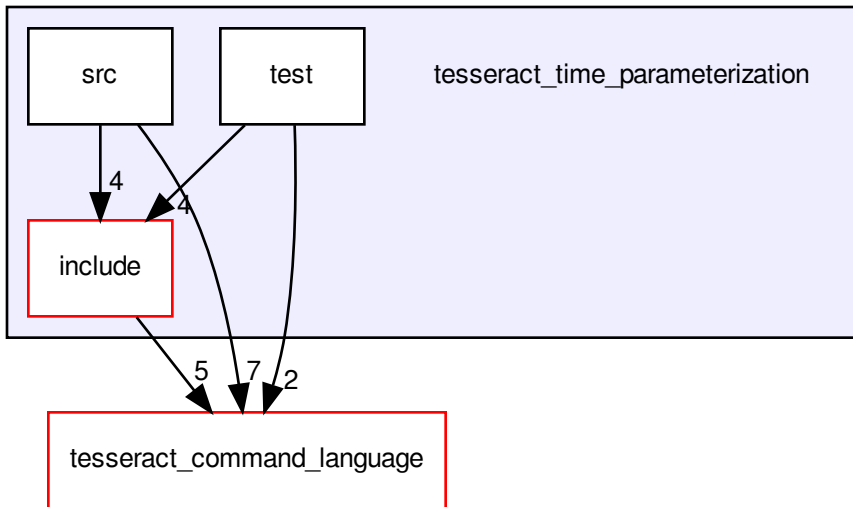 src
test
tesseract_time_parameterization
4
4
include
5
7
2
tesseract_command_language